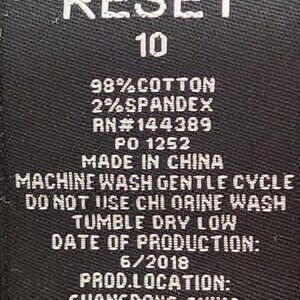 RESET
10
98%COTTON
2%SPANDEX
RN#144389
PO 1252
MADE IN CHINA
MACHINE WASH GENTLE CYCLE
DO NOT USE CHLORINE WASH
TUMBLE DRY LOW
DATE OF PRODUCTION:
6/2018
PROD.LOCATION: